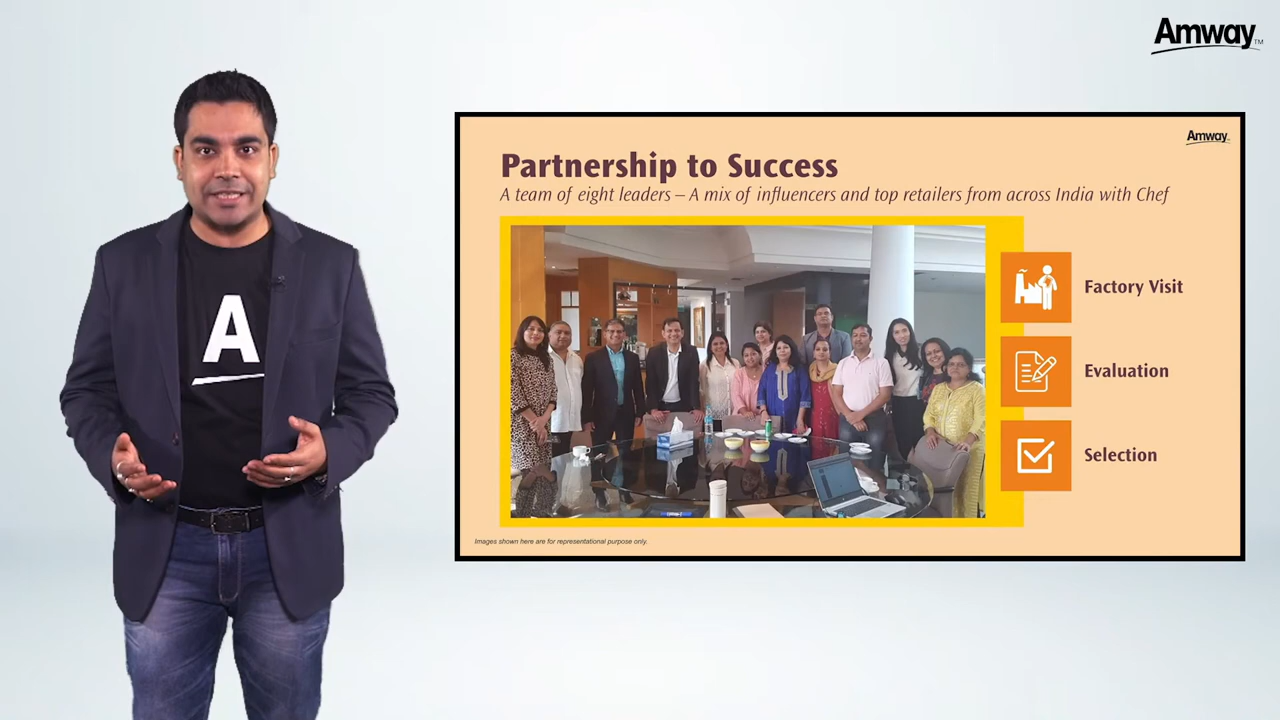 Amway™
A
Amway
Partnership to Success
A team of eight leaders – A mix of influencers and top retailers from across India with Chef
Factory Visit
Evaluation
Selection
Images shown here are for representational purpose only.